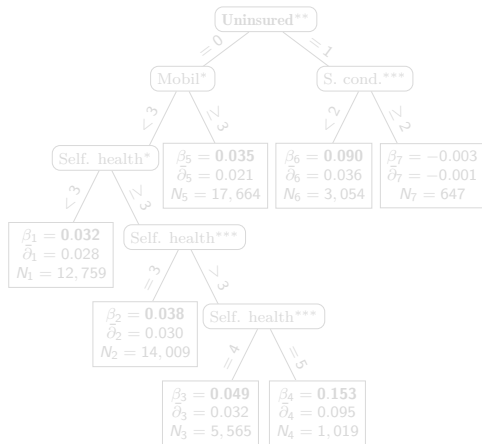 Uninsured**
= 0
= 1
Mobil*
S. cond.***
< 3
≥ 3
< 2
≥ 2
Self. health*
β₅ = 0.035
∂̄₅ = 0.021
N₅ = 17, 664
β₆ = 0.090
∂̄₆ = 0.036
N₆ = 3, 054
β₇ = −0.003
∂̄₇ = -0.001
N₇ = 647
< 3
≥ 3
β₁ = 0.032
∂̄₁ = 0.028
N₁ = 12, 759
Self. health***
= 3
> 3
β₂ = 0.038
∂̄₂ = 0.030
N₂ = 14, 009
Self. health***
= 4
= 5
β₃ = 0.049
∂̄₃ = 0.032
N₃ = 5, 565
β₄ = 0.153
∂̄₄ = 0.095
N₄ = 1, 019